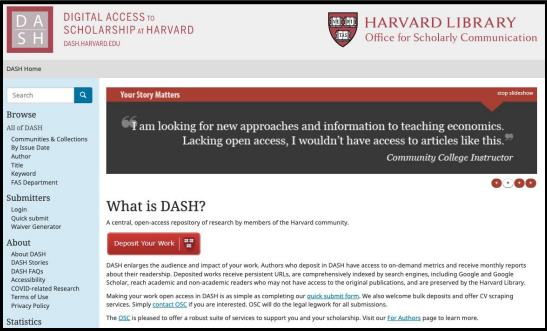 DA
SH
DIGITAL ACCESS TO
SCHOLARSHIP AT HARVARD
DASH.HARVARD.EDU
HARVARD LIBRARY
Office for Scholarly Communication
DASH Home
Search
Browse
All of DASH
Communities & Collections
By Issue Date
Author
Title
Keyword
FAS Department
Submitters
Login
Quick submit
Waiver Generator
About
About DASH
DASH Stories
DASH FAQs
Accessibility
COVID-related Research
Terms of Use
Privacy Policy
Statistics
Your Story Matters
stop slideshow
“I am looking for new approaches and information to teaching economics.
Lacking open access, I wouldn't have access to articles like this.”
Community College Instructor
What is DASH?
A central, open-access repository of research by members of the Harvard community.
Deposit Your Work
DASH enlarges the audience and impact of your work. Authors who deposit in DASH have access to on-demand metrics and receive monthly reports
about their readership. Deposited works receive persistent URLs, are comprehensively indexed by search engines, including Google and Google
Scholar, reach academic and non-academic readers who may not have access to the original publications, and are preserved by the Harvard Library.
Making your work open access in DASH is as simple as completing our quick submit form. We also welcome bulk deposits and offer CV scraping
services. Simply contact OSC if you are interested. OSC will do the legal legwork for all submissions.
The OSC is pleased to offer a robust suite of services to support you and your scholarship. Visit our For Authors page to learn more.